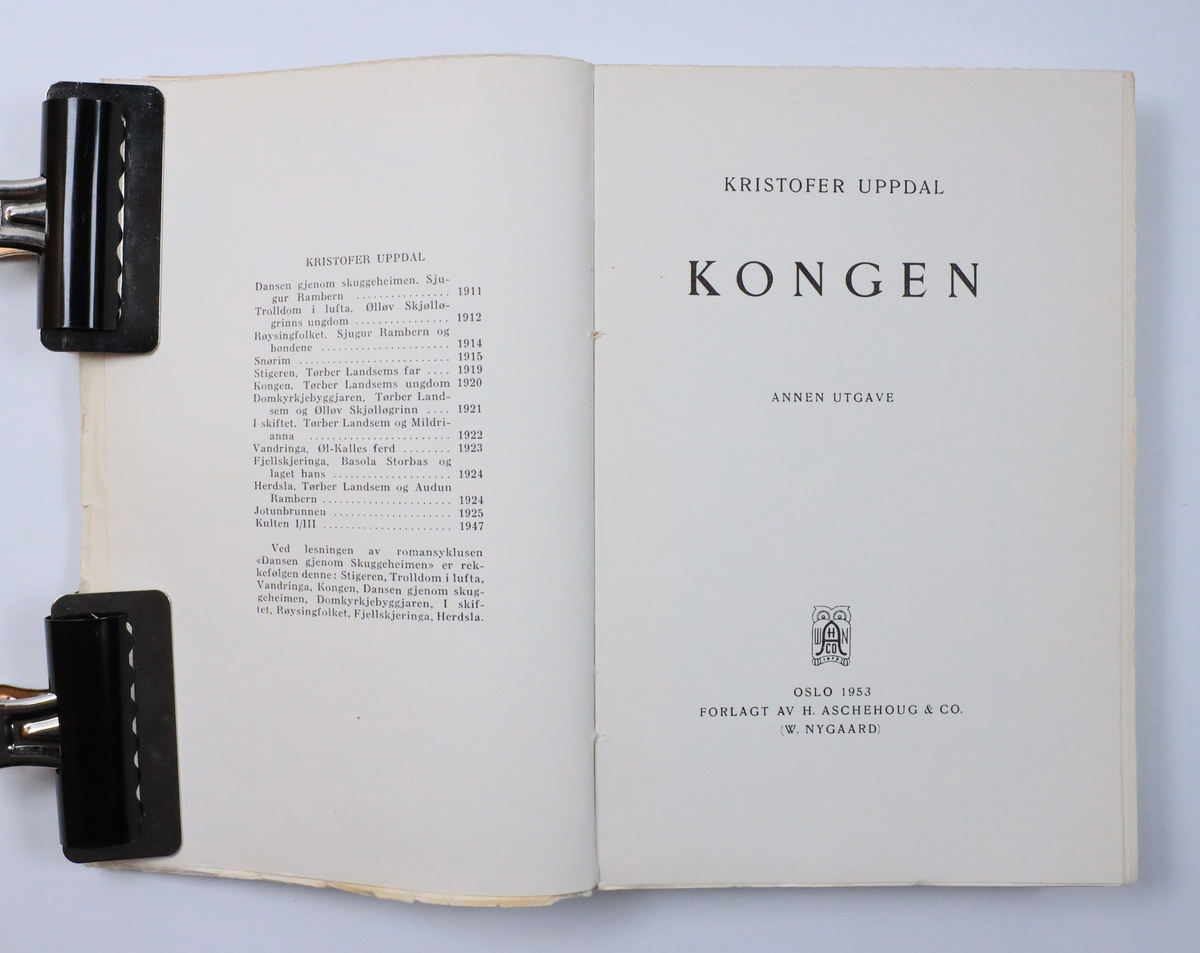 KRISTOFER UPPDAL
Dansen gjenom skuggeheimen. Sju-
gur Rambern ................ 1911
Trolldom i lufta. Ølløv Skjøllø-
grinns ungdom ............... 1912
Røysingfolket. Sjugur Rambern og
bøndene ..................... 1914
Snørim ......................... 1915
Stigeren. Tørber Landsems far .... 1919
Kongen. Tørber Landsems ungdom 1920
Domkyrkjebyggjaren. Tørber Land-
sem og Ølløv Skjølløgrinn .... 1921
I skiftet. Tørber Landsem og Mildri-
anna ........................ 1922
Vandringa. Øl-Kalles ferd ........ 1923
Fjellskjeringa. Basola Storbas og
laget hans .................... 1924
Herdsla. Tørber Landsem og Audun
Rambern ...................... 1924
Jotunbrunnen ..................... 1925
Kulten I/III ...................... 1947
Ved lesningen av romansyklusen
«Dansen gjenom Skuggeheimen» er rek-
kefølgen denne: Stigeren, Trolldom i lufta,
Vandringa, Kongen, Dansen gjenom skug-
geheimen, Domkyrkjebyggjaren, I skif-
tet, Røysingfolket, Fjellskjeringa, Herdsla.
KRISTOFER UPPDAL
KONGEN
ANNEN UTGAVE
H
W A N
CO
1872
OSLO 1953
FORLAGT AV H. ASCHEHOUG & CO.
(W. NYGAARD)